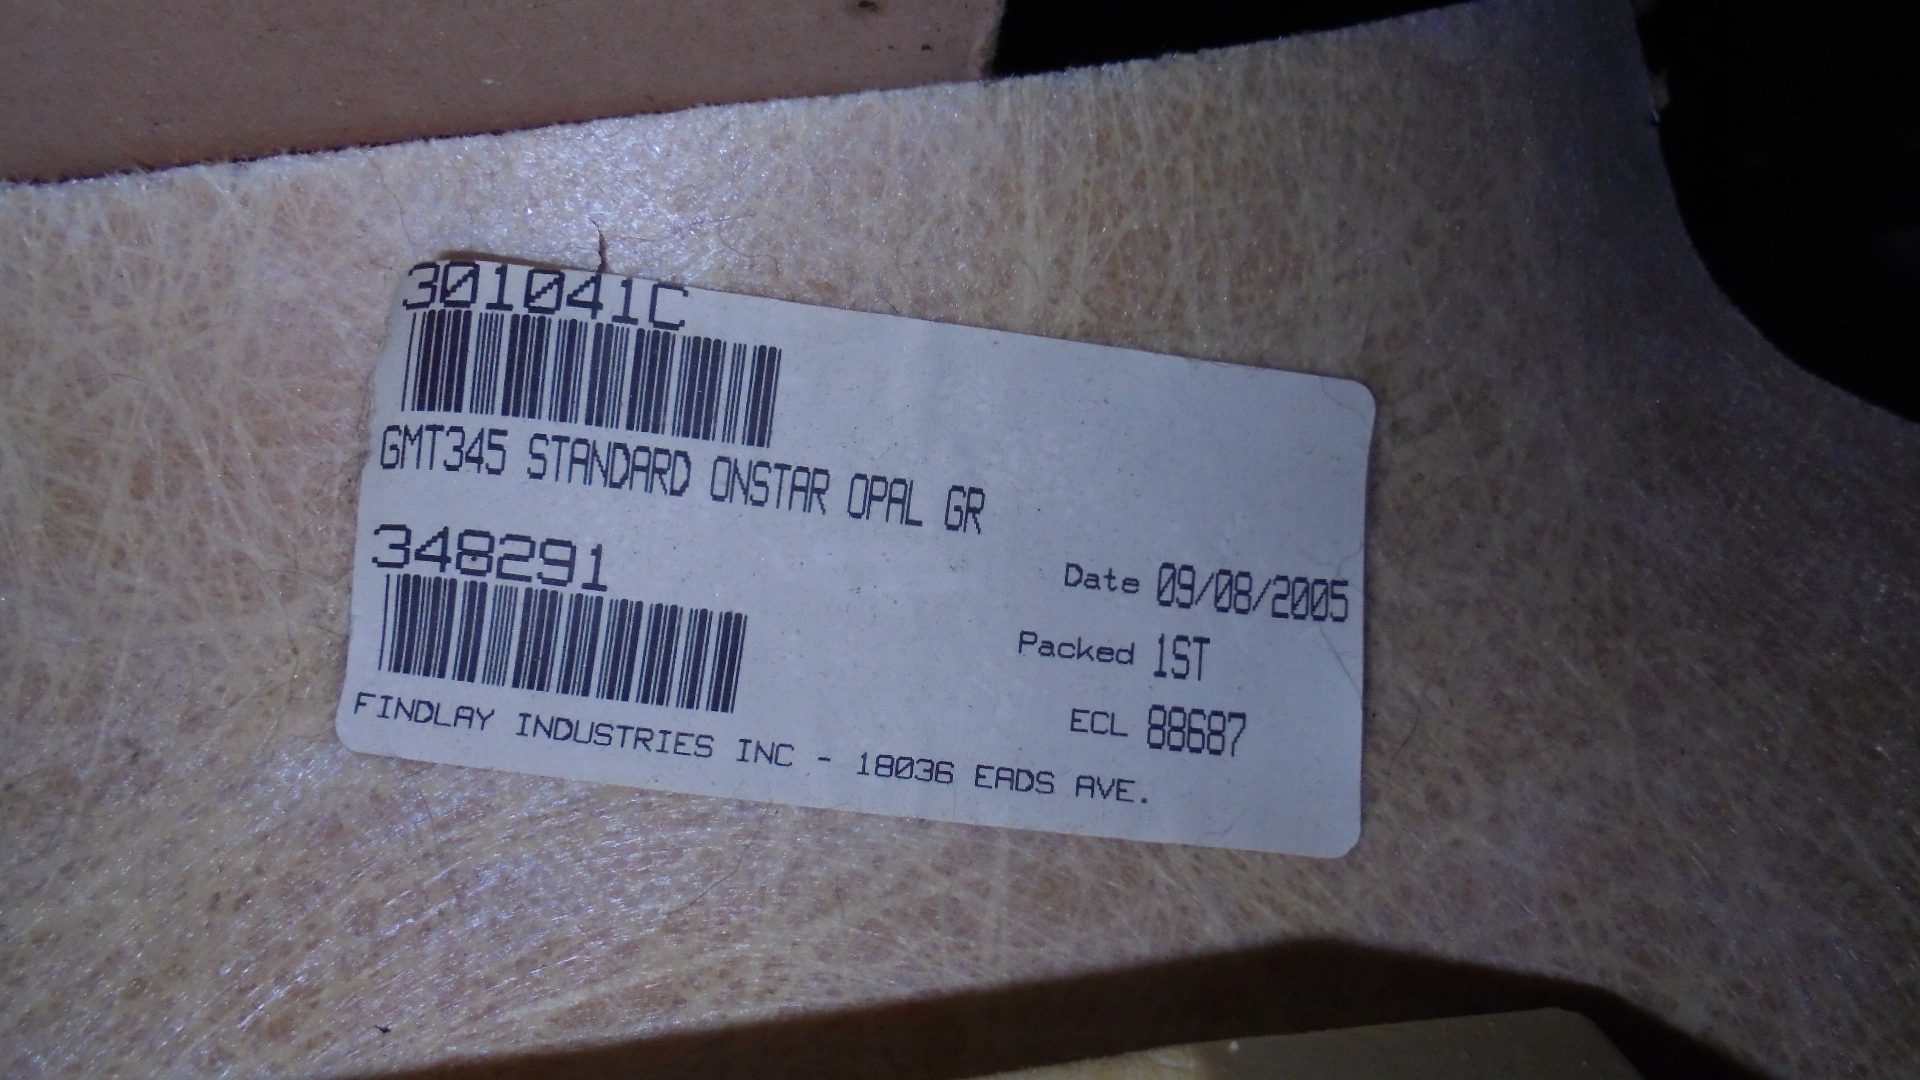 301041C
GMT345 STANDARD ONSTAR OPAL GR
348291
Date 09/08/2005
Packed 1ST
ECL 88687
FINDLAY INDUSTRIES INC - 18036 EADS AVE.